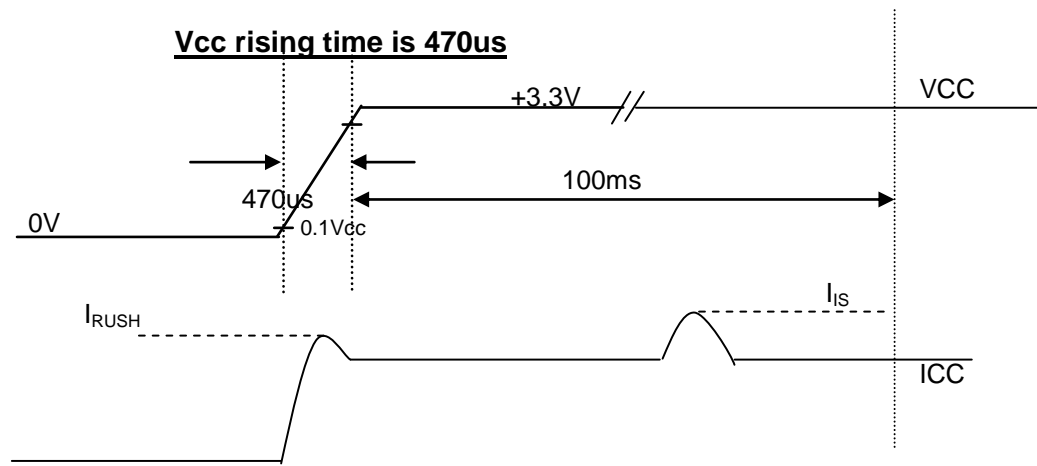 Vcc rising time is 470us
+3.3V
VCC
100ms
470us
0V
0.1Vcc
IRUSH
IIS
ICC